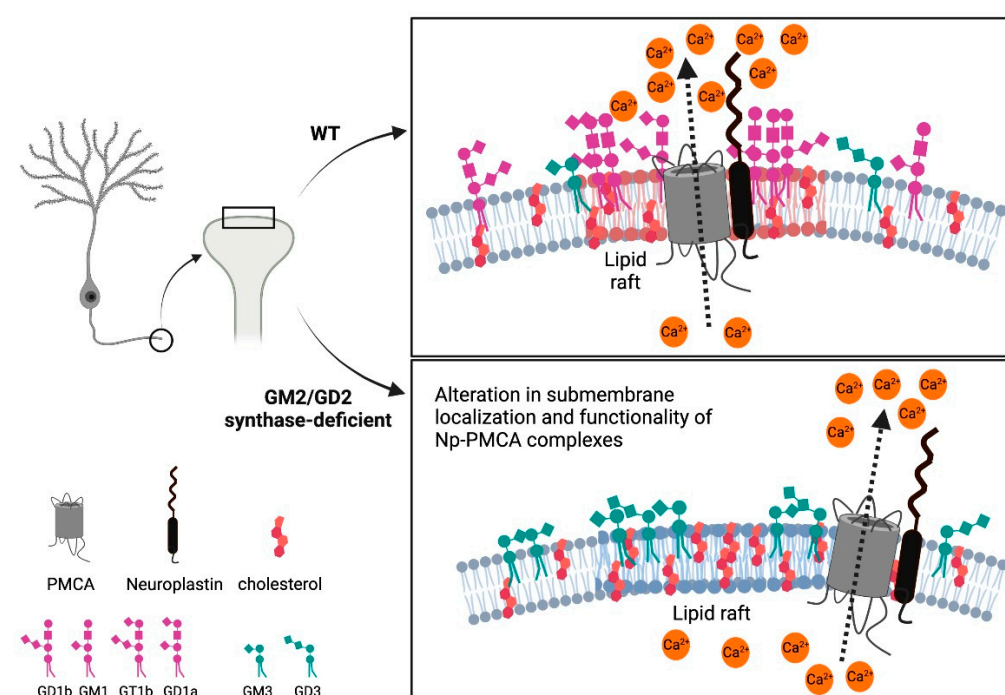 WT
Ca²⁺
Ca²⁺
Ca²⁺
Ca²⁺
Ca²⁺
Ca²⁺
Ca²⁺
Ca²⁺
Ca²⁺
Lipid
raft
Ca²⁺
Ca²⁺
GM2/GD2
synthase-deficient
Alteration in submembrane
localization and functionality of
Np-PMCA complexes
Ca²⁺
Ca²⁺
Ca²⁺
Ca²⁺
Ca²⁺
Lipid raft
Ca²⁺
Ca²⁺
Ca²⁺
Ca²⁺
Ca²⁺
Ca²⁺
PMCA
Neuroplastin
cholesterol
GD1b GM1 GT1b GD1a
GM3 GD3